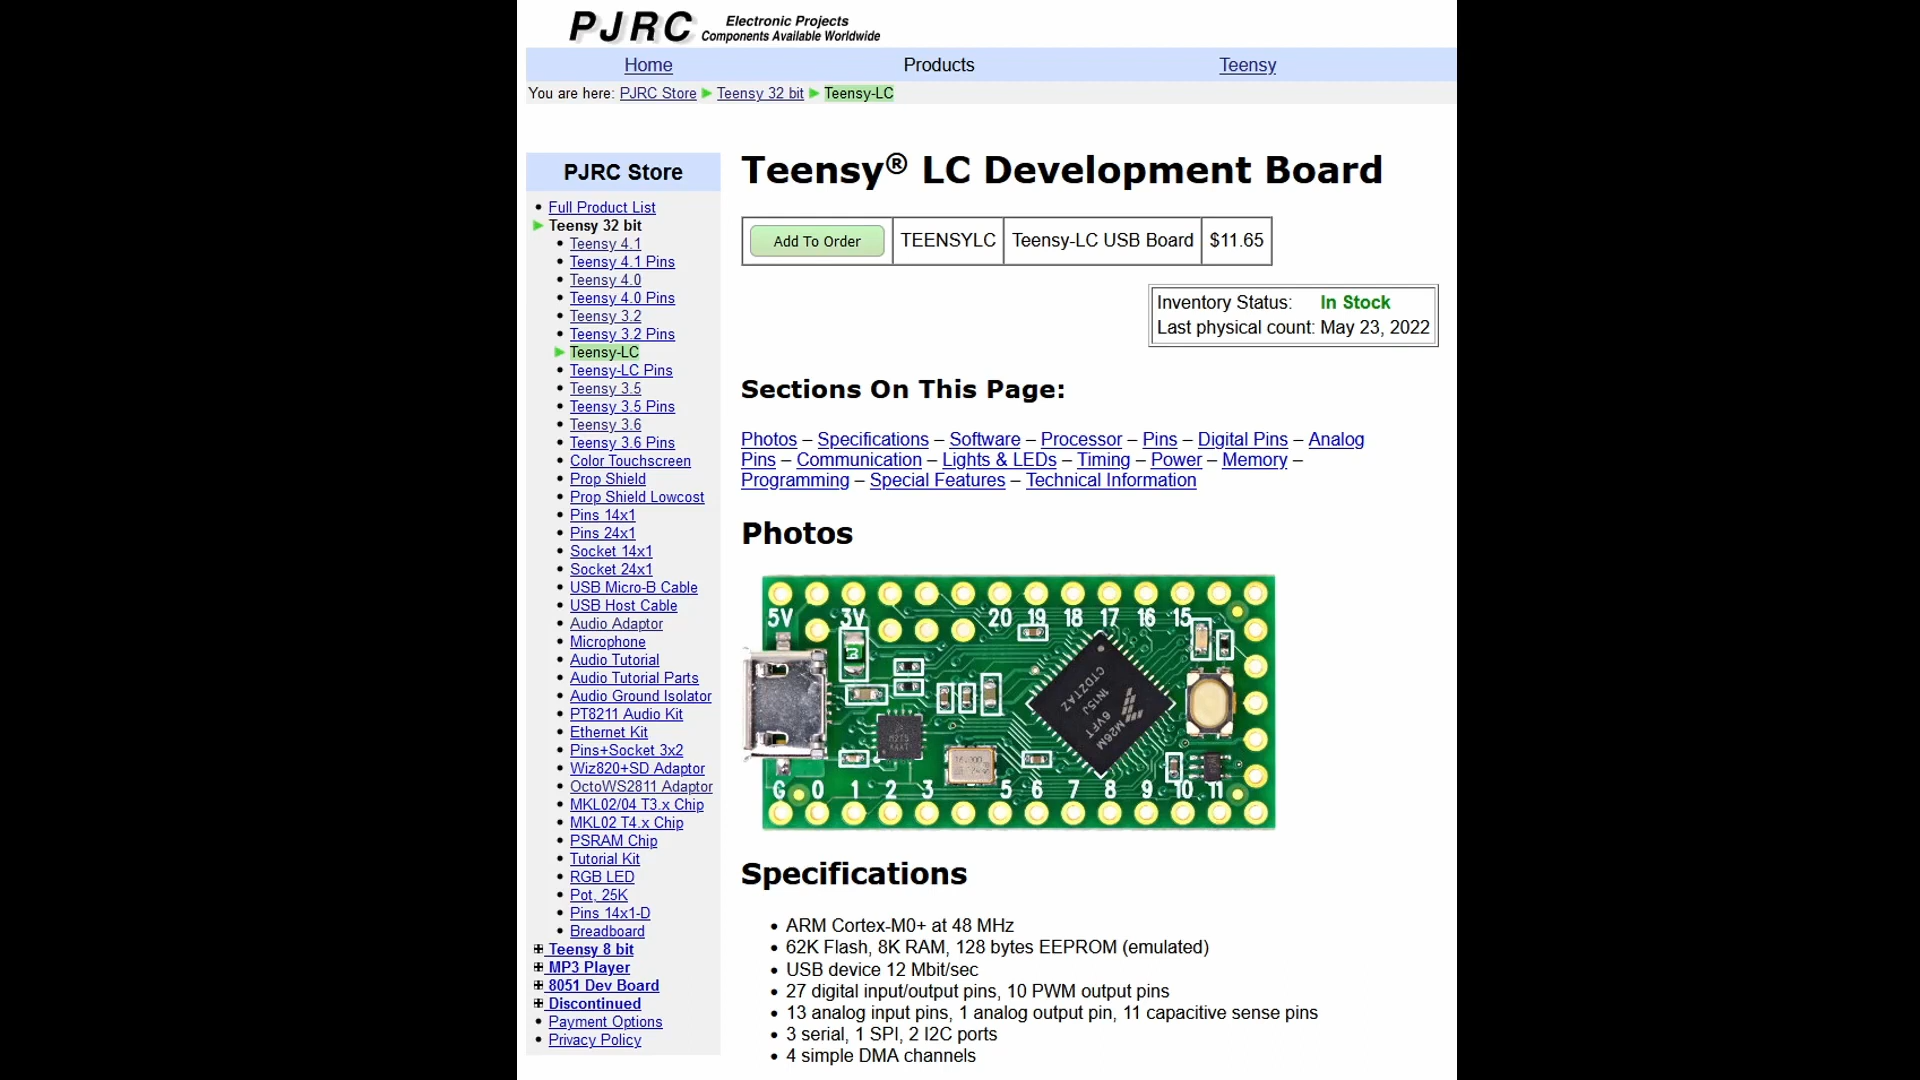 PJRC
Electronic Projects
Components Available Worldwide
Home
Products
Teensy
You are here: PJRC Store Teensy 32 bit Teensy-LC
PJRC Store
Full Product List
Teensy 32 bit
Teensy 4.1
Teensy 4.1 Pins
Teensy 4.0
Teensy 4.0 Pins
Teensy 3.2
Teensy 3.2 Pins
Teensy-LC
Teensy-LC Pins
Teensy 3.5
Teensy 3.5 Pins
Teensy 3.6
Teensy 3.6 Pins
Color Touchscreen
Prop Shield
Prop Shield Lowcost
Pins 14x1
Pins 24x1
Socket 14x1
Socket 24x1
USB Micro-B Cable
USB Host Cable
Audio Adaptor
Microphone
Audio Tutorial
Audio Tutorial Parts
Audio Ground Isolator
PT8211 Audio Kit
Ethernet Kit
Pins+Socket 3x2
Wiz820+SD Adaptor
OctoWS2811 Adaptor
MKL02/04 T3.x Chip
MKL02 T4.x Chip
PSRAM Chip
Tutorial Kit
RGB LED
Pot, 25K
Pins 14x1-D
Breadboard
Teensy 8 bit
MP3 Player
8051 Dev Board
Discontinued
Payment Options
Privacy Policy
Teensy® LC Development Board
Add To Order TEENSYLC Teensy-LC USB Board $11.65
Inventory Status: In Stock
Last physical count: May 23, 2022
Sections On This Page:
Photos – Specifications – Software – Processor – Pins – Digital Pins – Analog
Pins – Communication – Lights & LEDs – Timing – Power – Memory –
Programming – Special Features – Technical Information
Photos
5V 3V 20 19 18 17 16 15
3
M26M
6VFT
1N15J
CTDZTAZ
G 0 1 2 3 5 6 7 8 9 10 11
Specifications
ARM Cortex-M0+ at 48 MHz
62K Flash, 8K RAM, 128 bytes EEPROM (emulated)
USB device 12 Mbit/sec
27 digital input/output pins, 10 PWM output pins
13 analog input pins, 1 analog output pin, 11 capacitive sense pins
3 serial, 1 SPI, 2 I2C ports
4 simple DMA channels